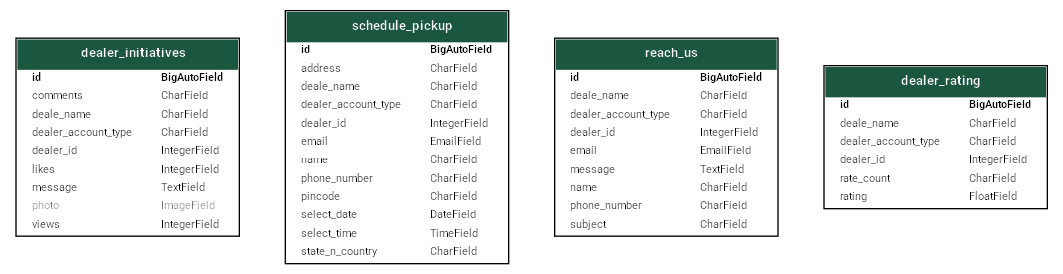 dealer_initiatives
id BigAutoField
comments CharField
deale_name CharField
dealer_account_type CharField
dealer_id IntegerField
likes IntegerField
message TextField
photo ImageField
views IntegerField
schedule_pickup
id BigAutoField
address CharField
deale_name CharField
dealer_account_type CharField
dealer_id IntegerField
email EmailField
name CharField
phone_number CharField
pincode CharField
select_date DateField
select_time TimeField
state_n_country CharField
reach_us
id BigAutoField
deale_name CharField
dealer_account_type CharField
dealer_id IntegerField
email EmailField
message TextField
name CharField
phone_number CharField
subject CharField
dealer_rating
id BigAutoField
deale_name CharField
dealer_account_type CharField
dealer_id IntegerField
rate_count CharField
rating FloatField